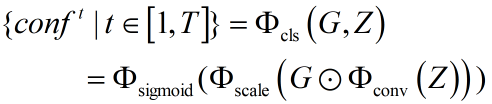 {conf^t | t ∈ [1,T]} = Φ_cls (G,Z)
= Φ_sigmoid (Φ_scale (G ⊙ Φ_conv (Z)))